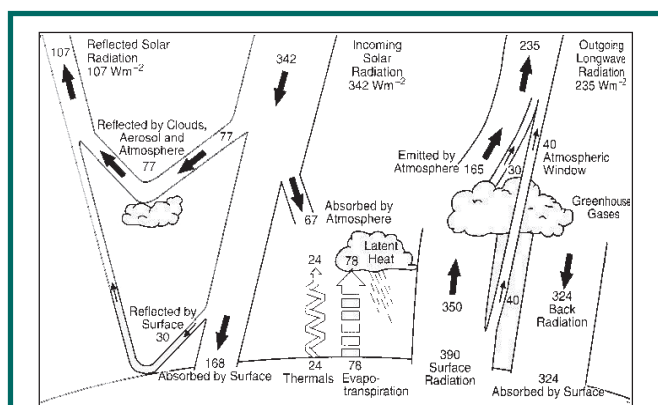 107
Reflected Solar
Radiation
107 Wm⁻²
342
Incoming
Solar
Radiation
342 Wm⁻²
235
Outgoing
Longwave
Radiation
235 Wm⁻²
Reflected by Clouds,
Aerosol and
Atmosphere
77
77
Emitted by
Atmosphere
165
30
40
Atmospheric
Window
Greenhouse
Gases
67
Absorbed by
Atmosphere
24
78
Latent
Heat
Reflected by
Surface
30
350
40
324
Back
Radiation
168
Absorbed by Surface
24
Thermals
78
Evapo-
transpiration
390
Surface
Radiation
324
Absorbed by Surface